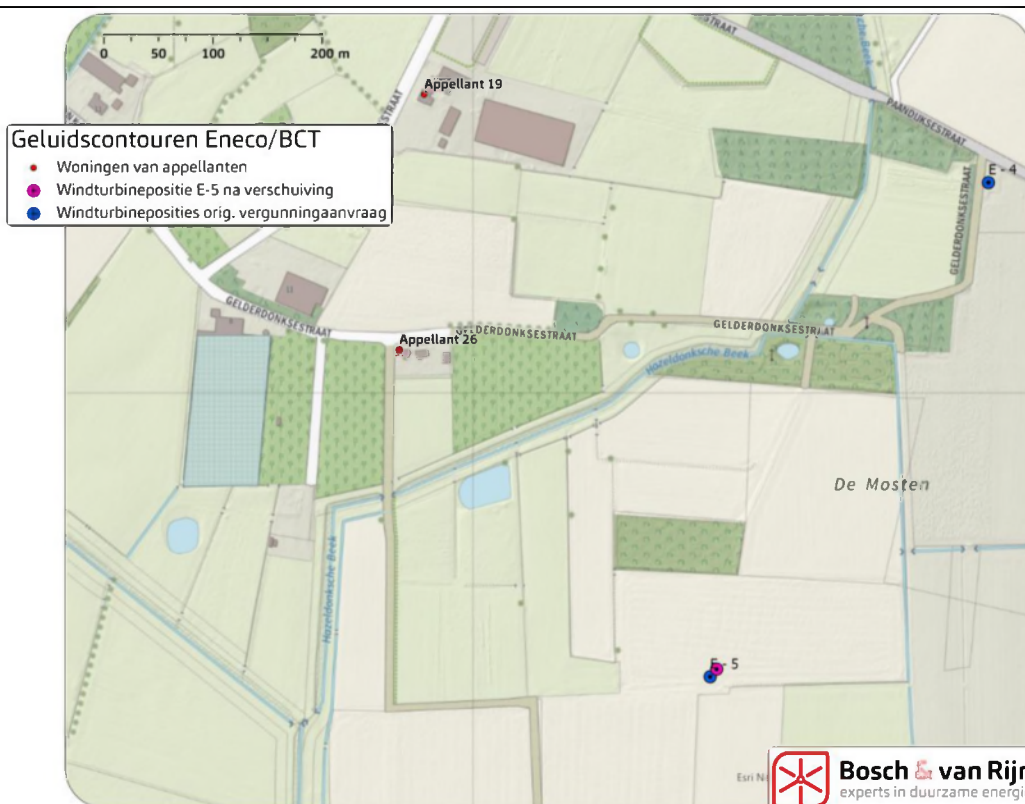 0 50 100 200 m
Appellant 19
Geluidscontouren Eneco/BCT
Woningen van appellanten
Windturbinepositie E-5 na verschuiving
Windturbineposities orig. vergunningaanvraag
PAANDIJKSESTRAAT
E - 4
GELDERDONKSESTRAAT
GELDERDONKSESTRAAT
GELDERDONKSESTRAAT
Appellant 26
Hazeldonksche Beek
De Mosten
Hazeldonksche Beek
E - 5
Bosch & van Rijn
experts in duurzame energi